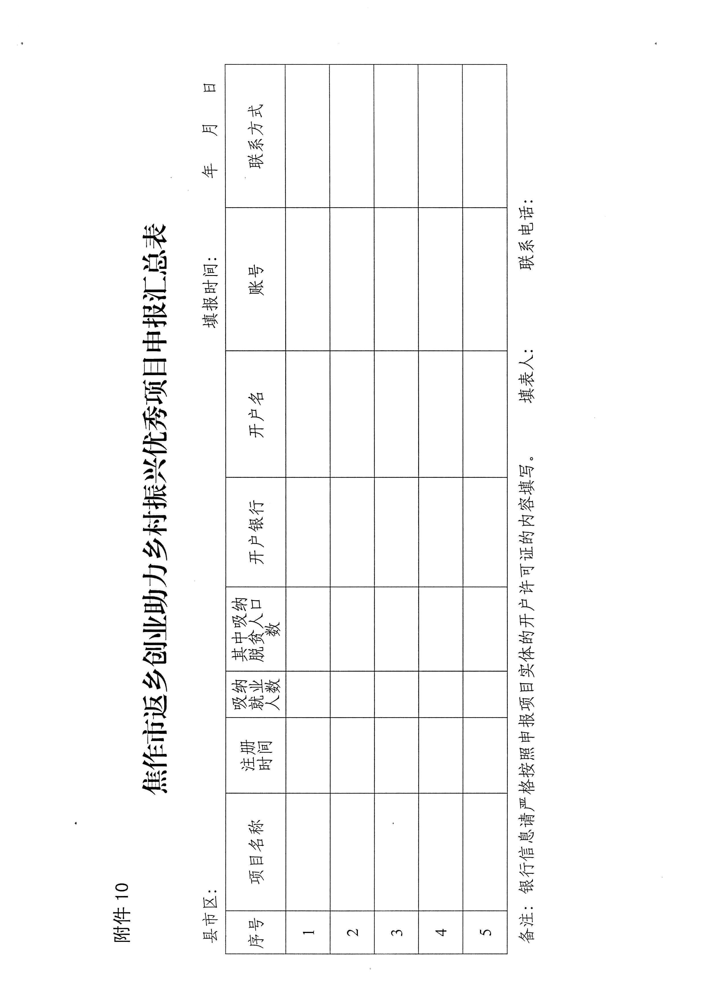 附件 10
焦作市返乡创业助力乡村振兴优秀项目申报汇总表
县市区： 填报时间： 年 月 日
序号 项目名称 注册时间 吸纳就业人数 其中吸纳脱贫人口数 开户银行 开户名 账号 联系方式
1
2
3
4
5
备注：银行信息请严格按照申报项目实体的开户许可证的内容填写。 填表人： 联系电话：